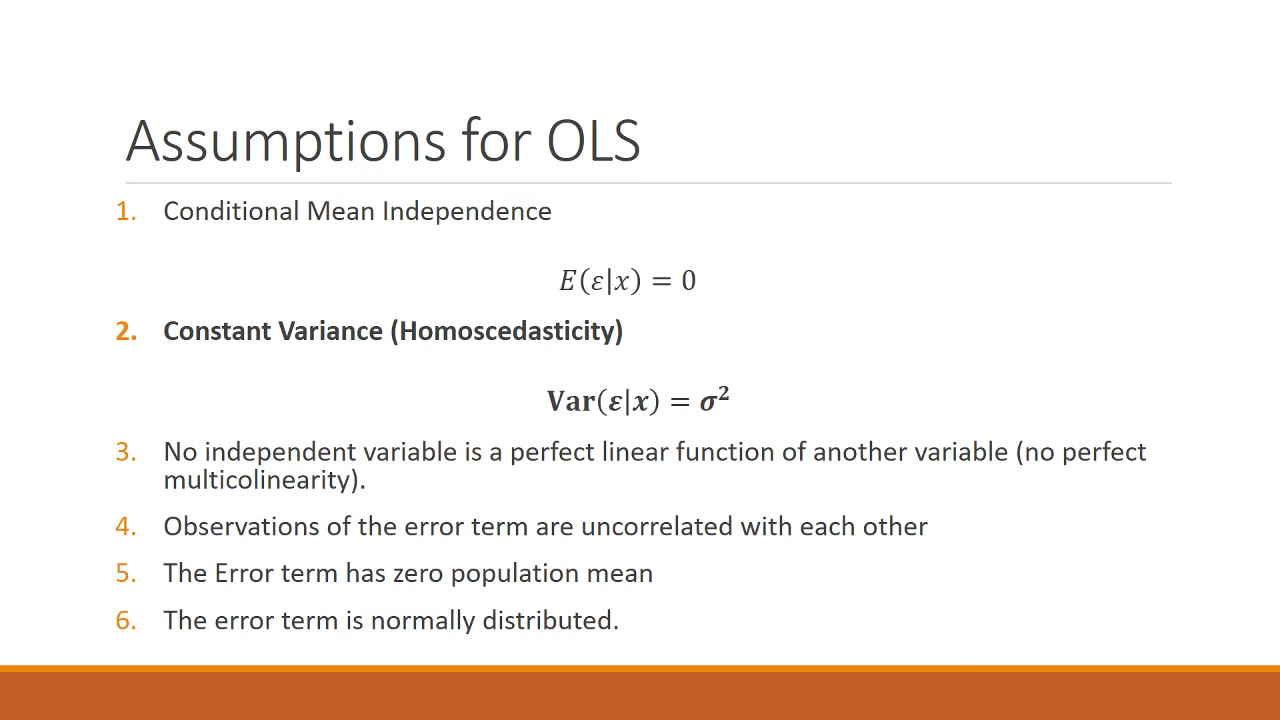 Assumptions for OLS
1. Conditional Mean Independence
E(ε|x) = 0
2. Constant Variance (Homoscedasticity)
Var(ε|x) = σ²
3. No independent variable is a perfect linear function of another variable (no perfect
multicolinearity).
4. Observations of the error term are uncorrelated with each other
5. The Error term has zero population mean
6. The error term is normally distributed.